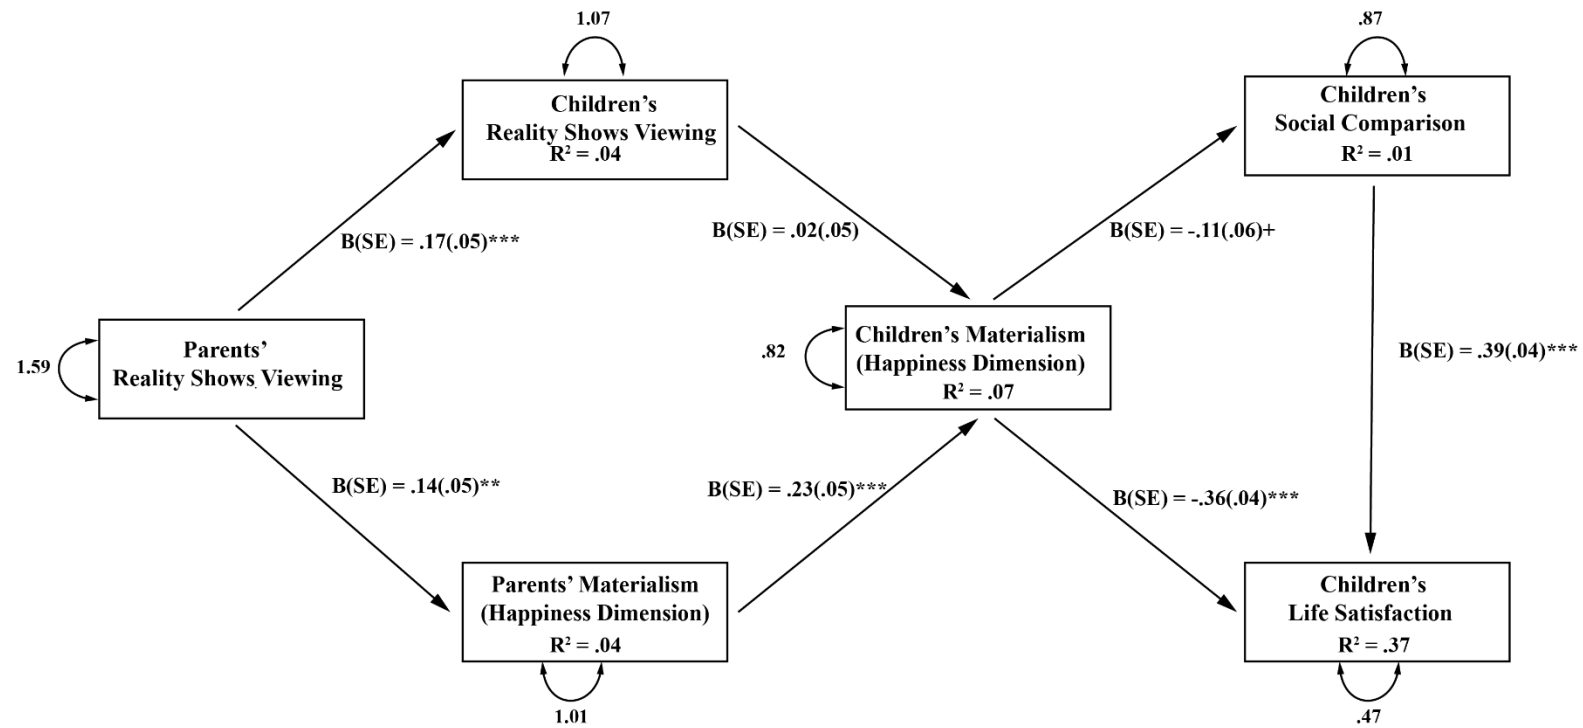 1.07
.87
Children's
Reality Shows Viewing
R² = .04
Children's
Social Comparison
R² = .01
B(SE) = .17(.05)***
B(SE) = .02(.05)
B(SE) = -.11(.06)+
1.59
Parents'
Reality Shows Viewing
.82
Children's Materialism
(Happiness Dimension)
R² = .07
B(SE) = .39(.04)***
B(SE) = .14(.05)**
B(SE) = .23(.05)***
B(SE) = -.36(.04)***
Parents' Materialism
(Happiness Dimension)
R² = .04
Children's
Life Satisfaction
R² = .37
1.01
.47